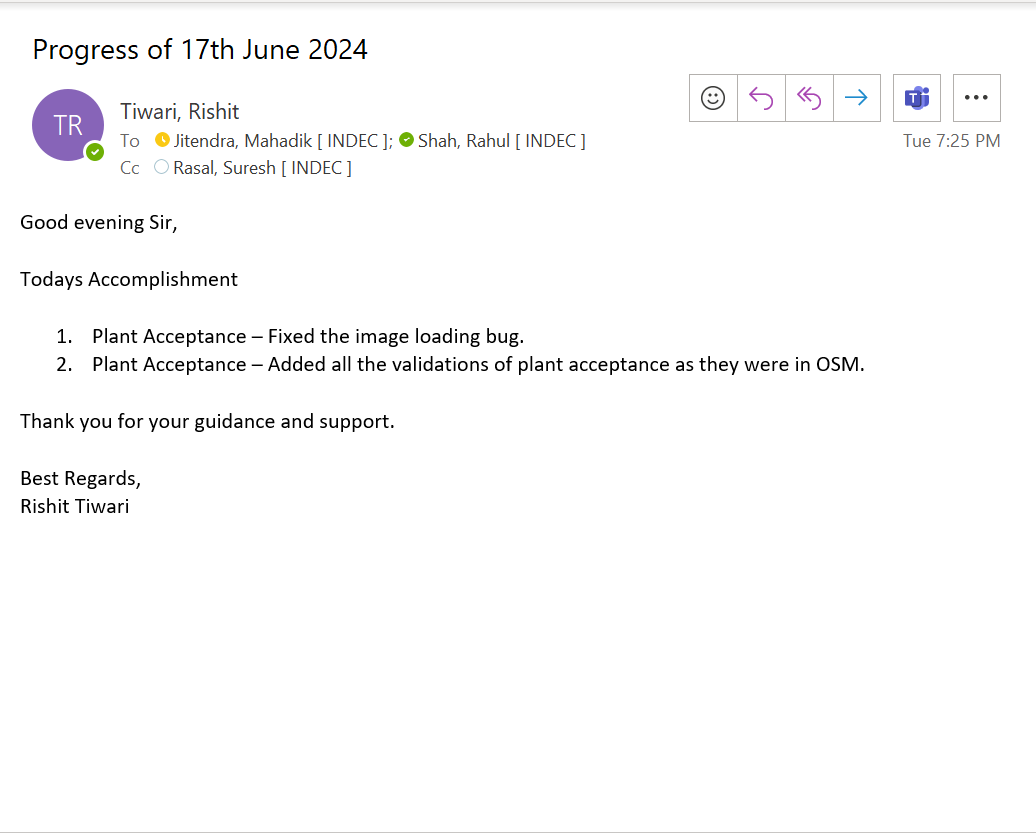 Progress of 17th June 2024
TR
Tiwari, Rishit
To Jitendra, Mahadik [ INDEC ]; Shah, Rahul [ INDEC ]
Tue 7:25 PM
Cc Rasal, Suresh [ INDEC ]
Good evening Sir,
Todays Accomplishment
1. Plant Acceptance – Fixed the image loading bug.
2. Plant Acceptance – Added all the validations of plant acceptance as they were in OSM.
Thank you for your guidance and support.
Best Regards,
Rishit Tiwari